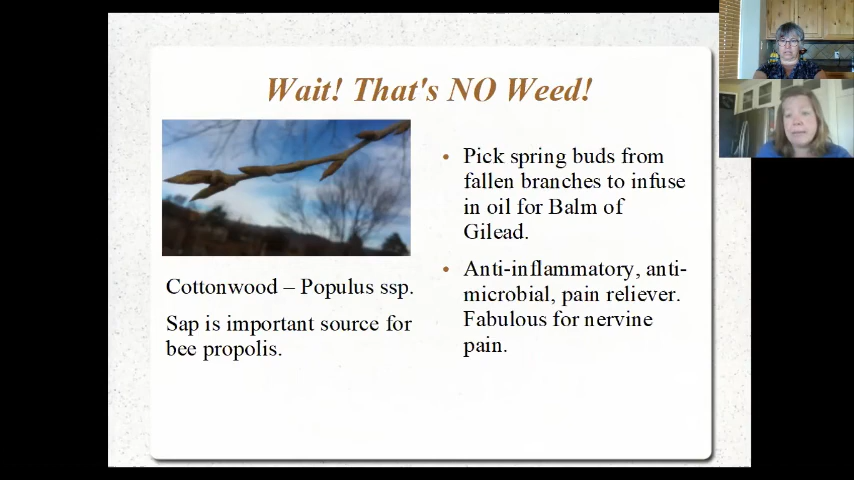 Wait! That's NO Weed!
Cottonwood – Populus ssp.
Sap is important source for
bee propolis.
• Pick spring buds from
fallen branches to infuse
in oil for Balm of
Gilead.
• Anti-inflammatory, anti-
microbial, pain reliever.
Fabulous for nervine
pain.